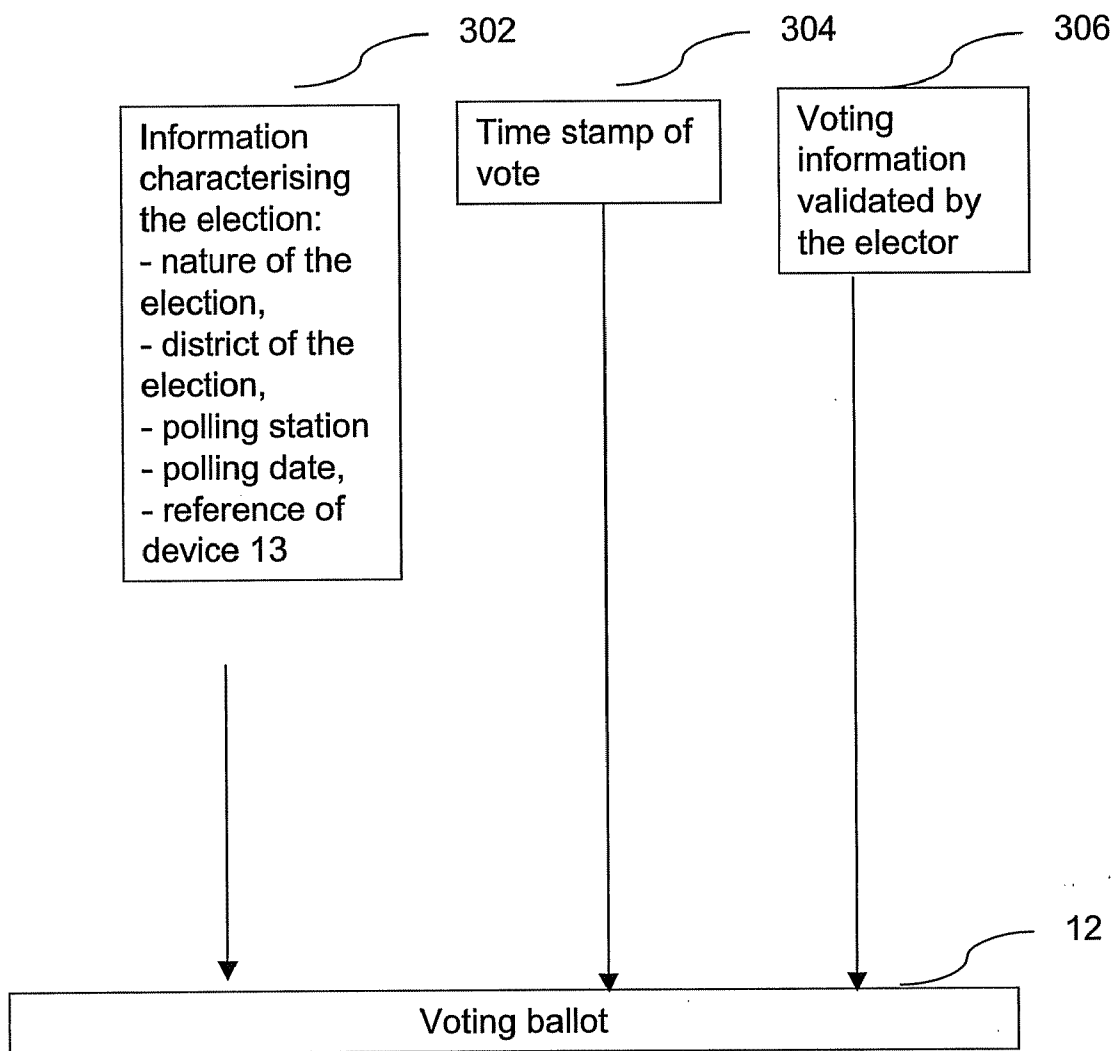 302
304
306
Information
characterising
the election:
- nature of the
election,
- district of the
election,
- polling station
- polling date,
- reference of
device 13
Time stamp of
vote
Voting
information
validated by
the elector
12
Voting ballot